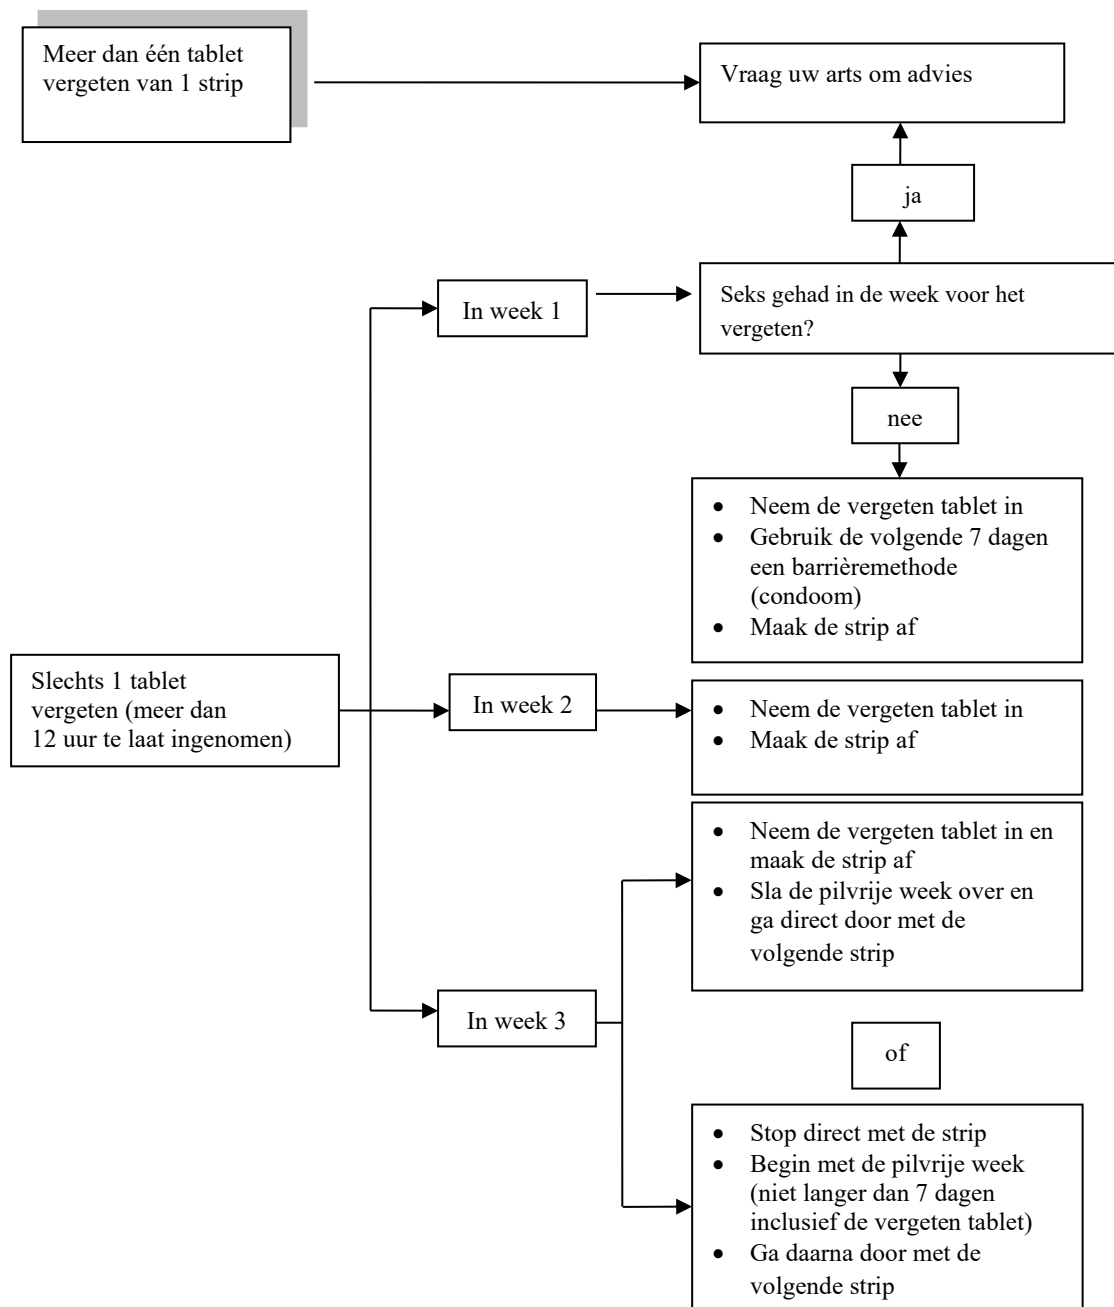 Meer dan één tablet
vergeten van 1 strip
Vraag uw arts om advies
ja
Seks gehad in de week voor het
vergeten?
In week 1
nee
• Neem de vergeten tablet in
• Gebruik de volgende 7 dagen
een barrièremethode
(condoom)
• Maak de strip af
Slechts 1 tablet
vergeten (meer dan
12 uur te laat ingenomen)
In week 2
• Neem de vergeten tablet in
• Maak de strip af
• Neem de vergeten tablet in en
maak de strip af
• Sla de pilvrije week over en
ga direct door met de
volgende strip
In week 3
of
• Stop direct met de strip
• Begin met de pilvrije week
(niet langer dan 7 dagen
inclusief de vergeten tablet)
• Ga daarna door met de
volgende strip